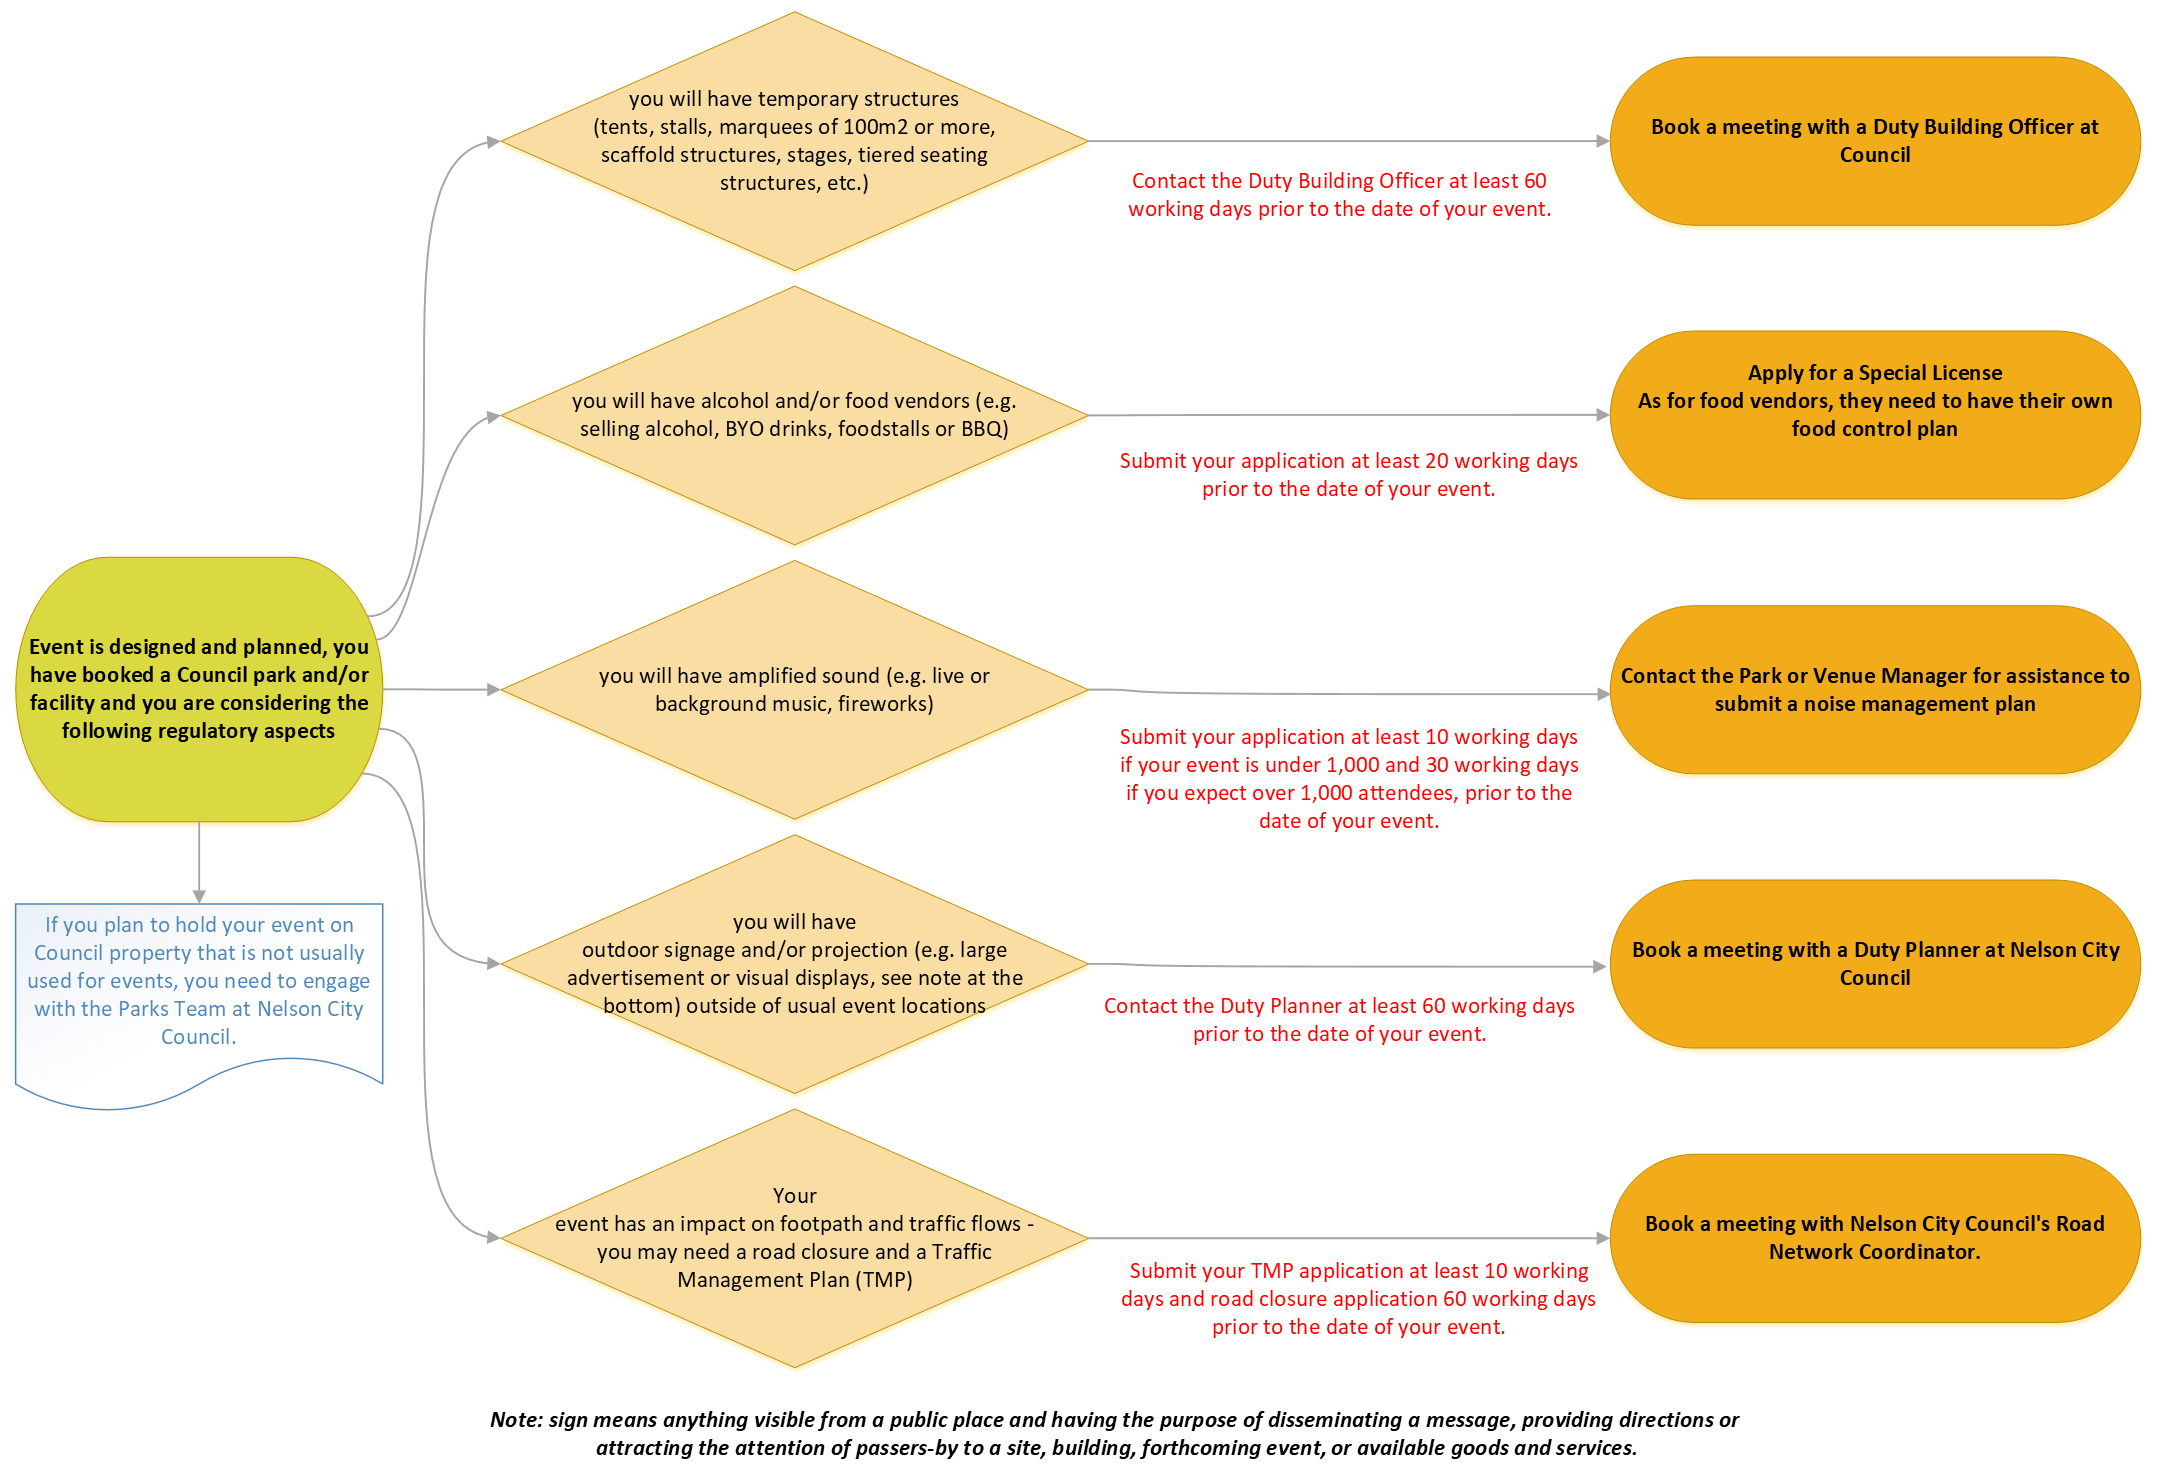 you will have temporary structures
(tents, stalls, marquees of 100m2 or more,
scaffold structures, stages, tiered seating
structures, etc.)
Contact the Duty Building Officer at least 60
working days prior to the date of your event.
Book a meeting with a Duty Building Officer at
Council
you will have alcohol and/or food vendors (e.g.
selling alcohol, BYO drinks, foodstalls or BBQ)
Submit your application at least 20 working days
prior to the date of your event.
Apply for a Special License
As for food vendors, they need to have their own
food control plan
Event is designed and planned, you
have booked a Council park and/or
facility and you are considering the
following regulatory aspects
you will have amplified sound (e.g. live or
background music, fireworks)
Submit your application at least 10 working days
if your event is under 1,000 and 30 working days
if you expect over 1,000 attendees, prior to the
date of your event.
Contact the Park or Venue Manager for assistance to
submit a noise management plan
If you plan to hold your event on
Council property that is not usually
used for events, you need to engage
with the Parks Team at Nelson City
Council.
you will have
outdoor signage and/or projection (e.g. large
advertisement or visual displays, see note at the
bottom) outside of usual event locations
Contact the Duty Planner at least 60 working days
prior to the date of your event.
Book a meeting with a Duty Planner at Nelson City
Council
Your
event has an impact on footpath and traffic flows -
you may need a road closure and a Traffic
Management Plan (TMP)
Submit your TMP application at least 10 working
days and road closure application 60 working days
prior to the date of your event.
Book a meeting with Nelson City Council's Road
Network Coordinator.
Note: sign means anything visible from a public place and having the purpose of disseminating a message, providing directions or
attracting the attention of passers-by to a site, building, forthcoming event, or available goods and services.